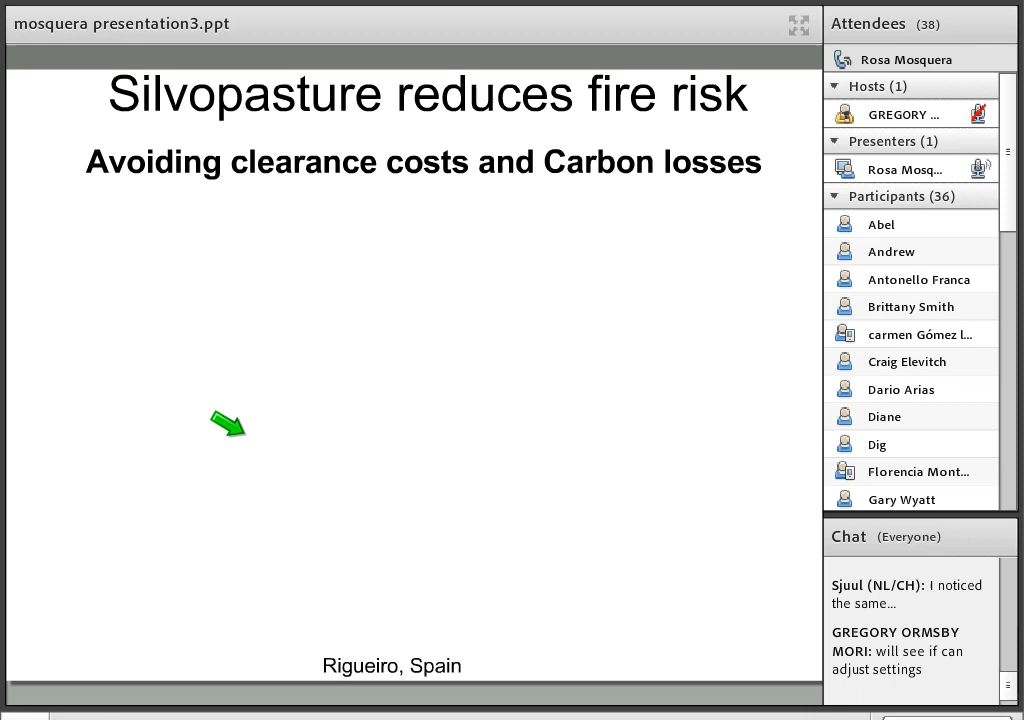 mosquera presentation3.ppt
Silvopasture reduces fire risk
Avoiding clearance costs and Carbon losses
Rigueiro, Spain
Attendees (38)
Rosa Mosquera
Hosts (1)
GREGORY ...
Presenters (1)
Rosa Mosq...
Participants (36)
Abel
Andrew
Antonello Franca
Brittany Smith
carmen Gómez l...
Craig Elevitch
Dario Arias
Diane
Dig
Florencia Mont...
Gary Wyatt
Chat (Everyone)
Sjuul (NL/CH): I noticed
the same...
GREGORY ORMSBY
MORI: will see if can
adjust settings